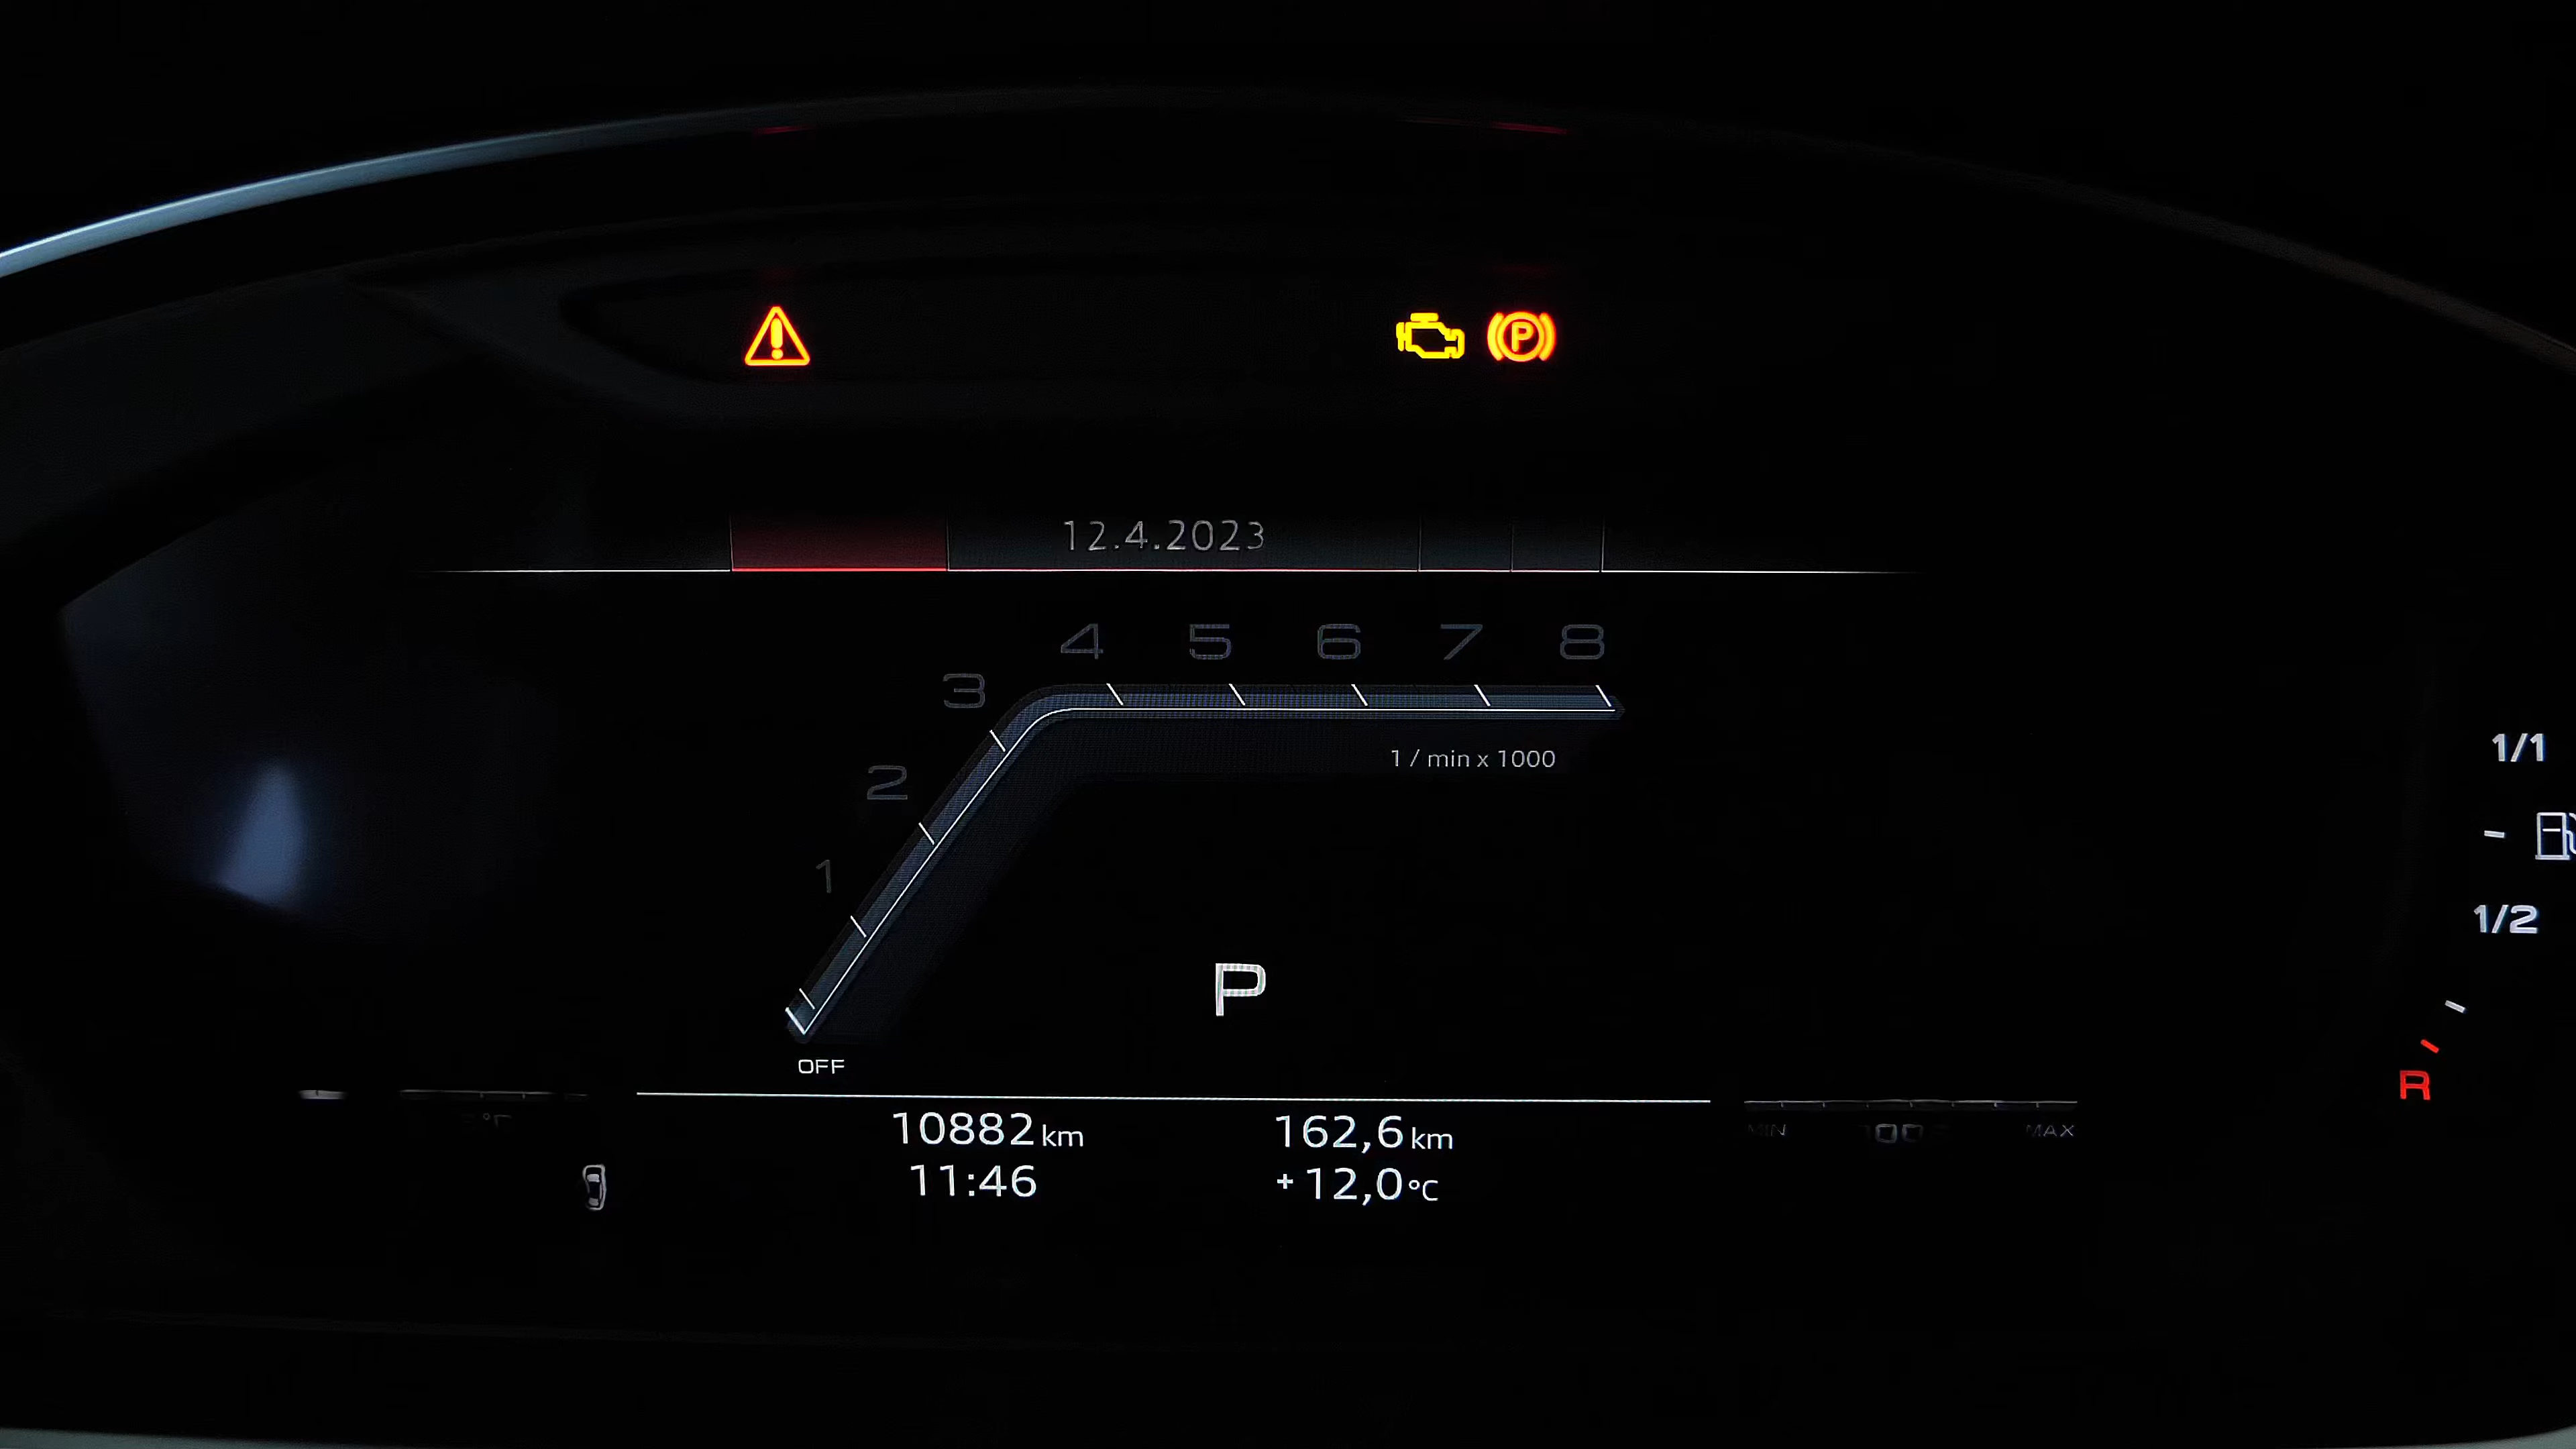 P
12.4.2023
4 5 6 7 8
3
1 / min x 1000
1/1
2
1
1/2
P
OFF
R
10882 km 162,6 km
MIN MAX
11:46 +12,0 °C